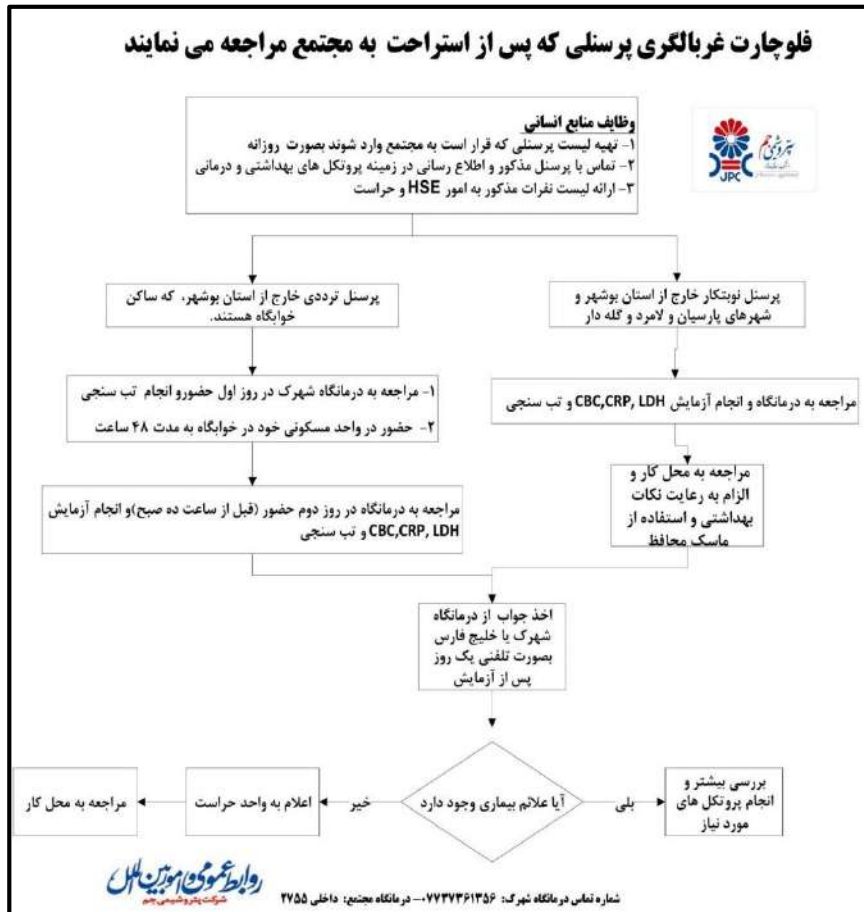 فلوچارت غربالگری پرسنلی که پس از استراحت به مجتمع مراجعه می نمایند
وظایف منابع انسانی
۱- تهیه لیست پرسنلی که قرار است به مجتمع وارد شوند بصورت روزانه
۲- تماس با پرسنل مذکور و اطلاع رسانی در زمینه پروتکل های بهداشتی و درمانی
۳- ارائه لیست نفرات مذکور به امور HSE و حراست
پتروشیمی جم
JPC
پرسنل نوبتکار خارج از استان بوشهر و
شهرهای پارسیان و لامرد و گله دار
پرسنل ترددی خارج از استان بوشهر، که ساکن
خوابگاه هستند.
مراجعه به درمانگاه و انجام آزمایش CBC,CRP, LDH و تب سنجی
۱- مراجعه به درمانگاه شهرک در روز اول حضورو انجام تب سنجی
۲- حضور در واحد مسکونی خود در خوابگاه به مدت ۴۸ ساعت
مراجعه به محل کار و
الزام به رعایت نکات
بهداشتی و استفاده از
ماسک محافظ
مراجعه به درمانگاه در روز دوم حضور (قبل از ساعت ده صبح)و انجام آزمایش
CBC,CRP, LDH و تب سنجی
اخذ جواب از درمانگاه
شهرک یا خلیج فارس
بصورت تلفنی یک روز
پس از آزمایش
بررسی بیشتر و
انجام پروتکل های
مورد نیاز
بلی
آیا علائم بیماری وجود دارد
خیر
اعلام به واحد حراست
مراجعه به محل کار
شماره تماس درمانگاه شهرک: ۰۷۷۳۷۳۶۱۳۵۶- درمانگاه مجتمع: داخلی ۲۷۵۵
روابط عمومی و امور بین الملل
شرکت پتروشیمی جم